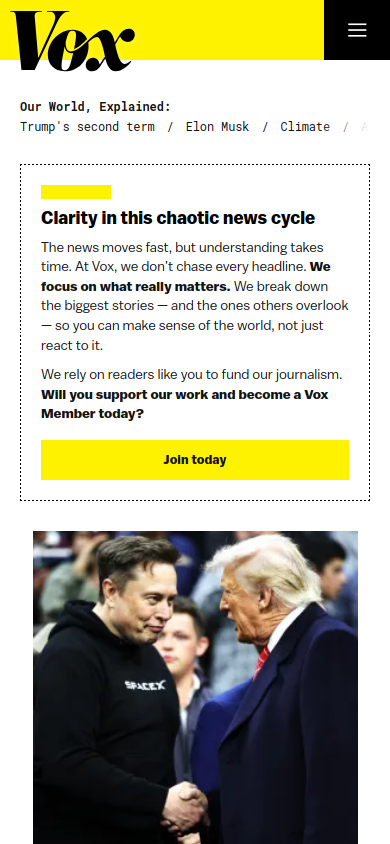 Vox
Our World, Explained:
Trump's second term / Elon Musk / Climate /
Clarity in this chaotic news cycle
The news moves fast, but understanding takes
time. At Vox, we don’t chase every headline. We
focus on what really matters. We break down
the biggest stories — and the ones others overlook
— so you can make sense of the world, not just
react to it.
We rely on readers like you to fund our journalism.
Will you support our work and become a Vox
Member today?
Join today
SPACEX